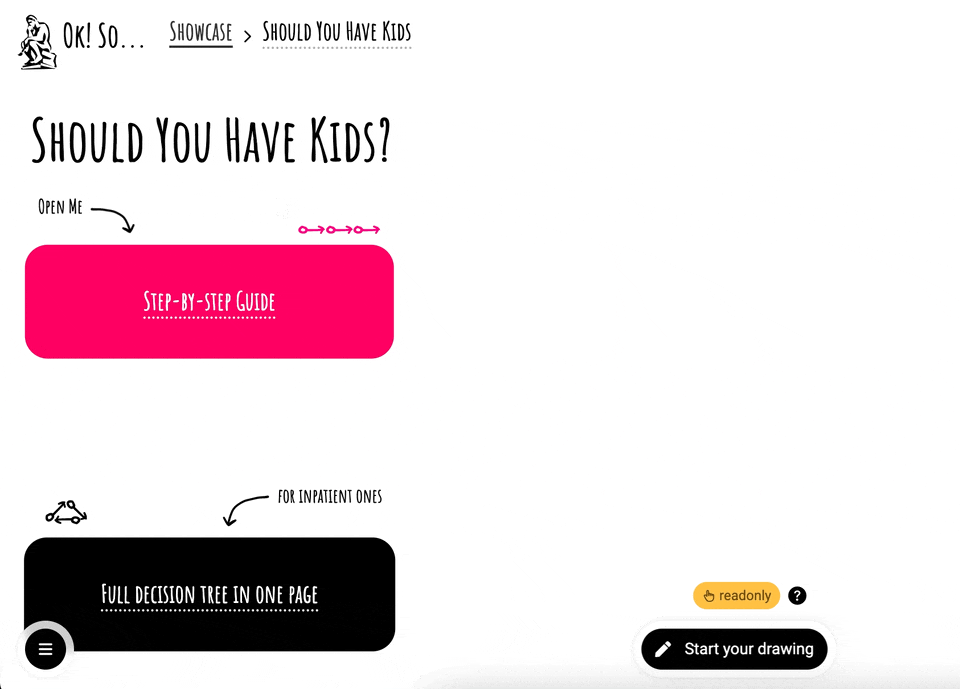 Ok! So...
Showcase > Should You Have Kids
Should You Have Kids?
Open Me
Step-by-step Guide
for inpatient ones
Full decision tree in one page
readonly ?
Start your drawing